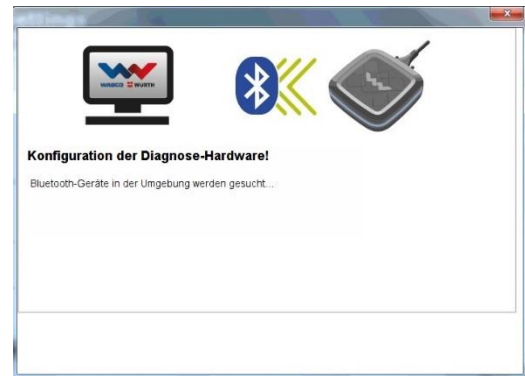 WABCO WÜRTH
Konfiguration der Diagnose-Hardware!
Bluetooth-Geräte in der Umgebung werden gesucht...